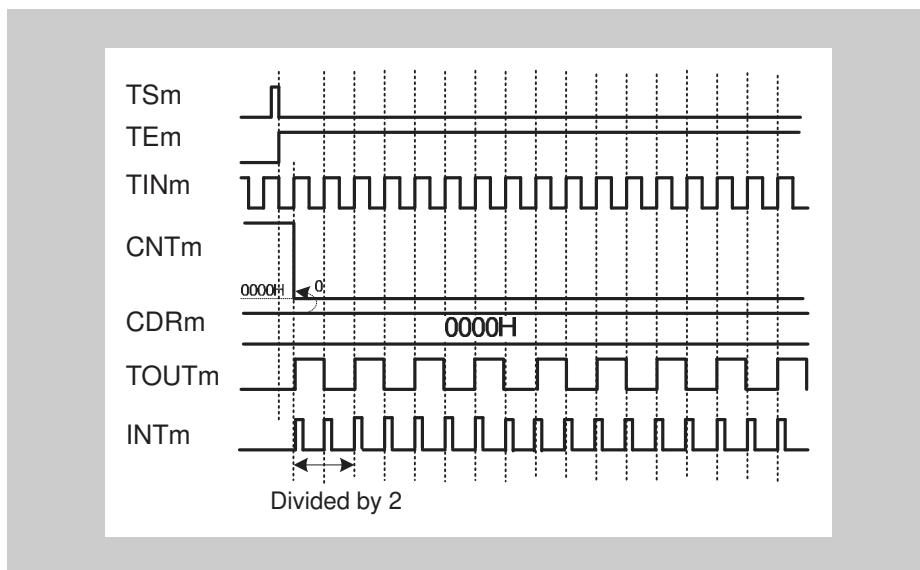 TSm
TEm
TINm
CNTm
0000H 0
CDRm 0000H
TOUTm
INTm
Divided by 2